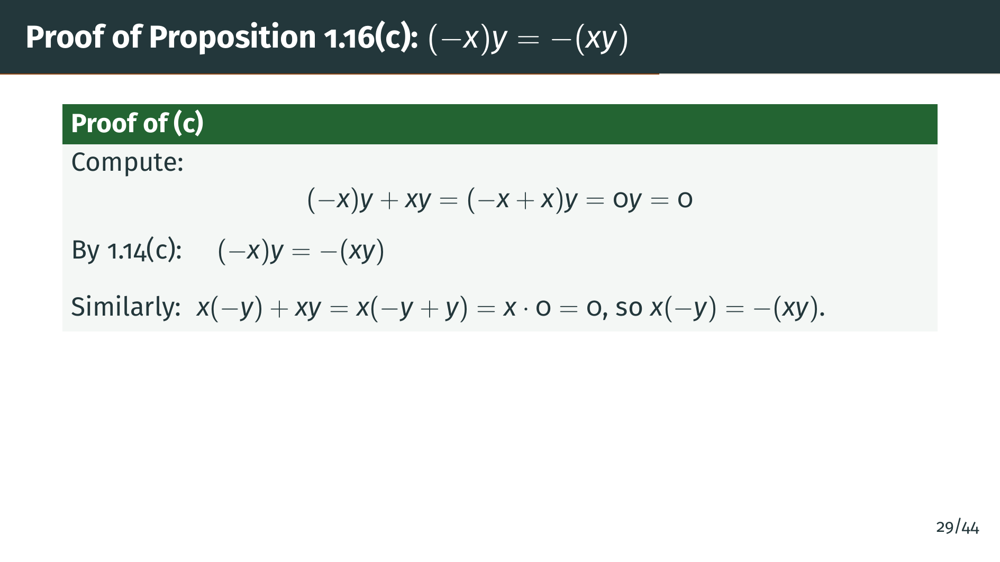 Proof of Proposition 1.16(c): (−x)y = −(xy)
Proof of (c)
Compute:
(−x)y + xy = (−x + x)y = 0y = 0
By 1.14(c): (−x)y = −(xy)
Similarly: x(−y) + xy = x(−y + y) = x · 0 = 0, so x(−y) = −(xy).
29/44